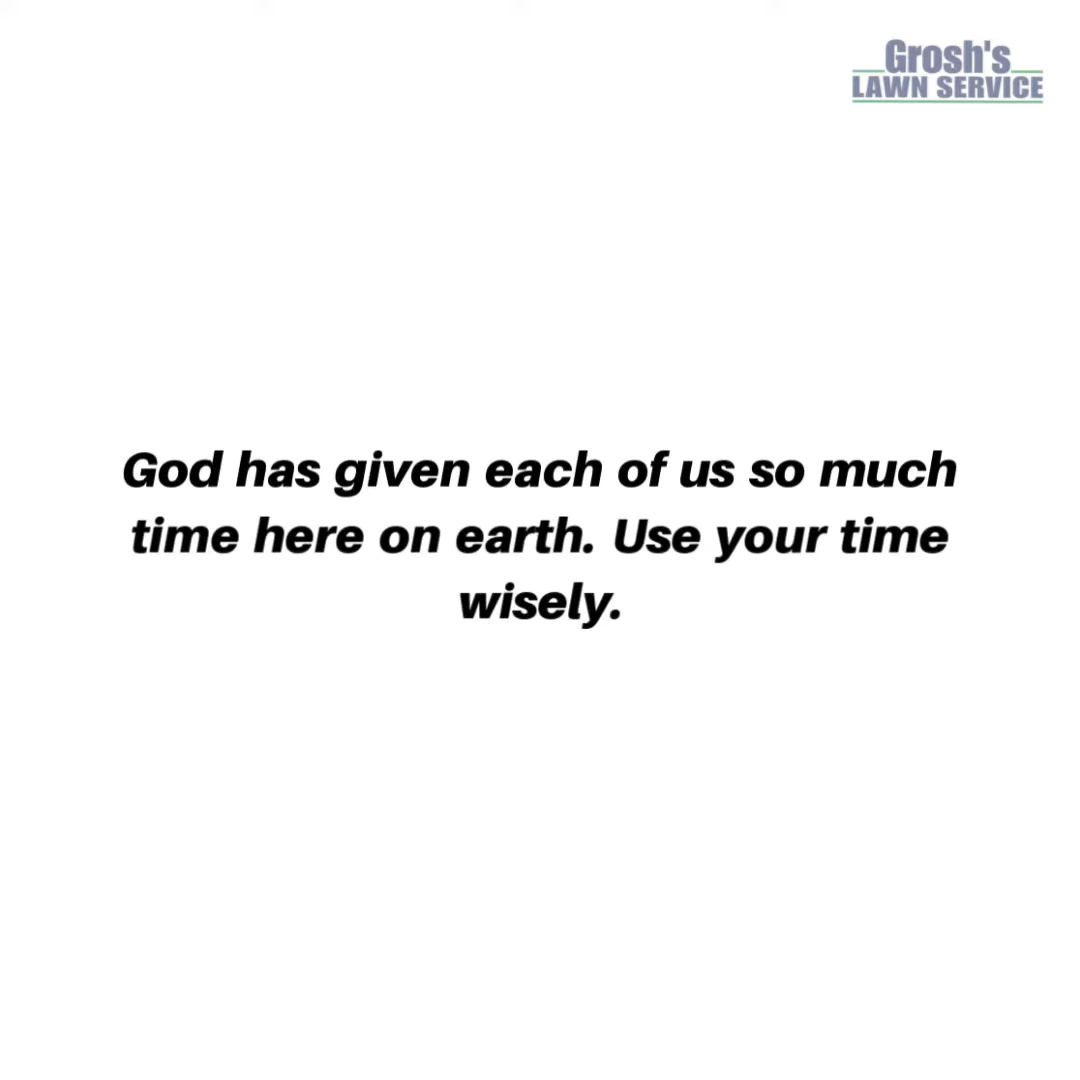 Grosh's
LAWN SERVICE
God has given each of us so much
time here on earth. Use your time
wisely.